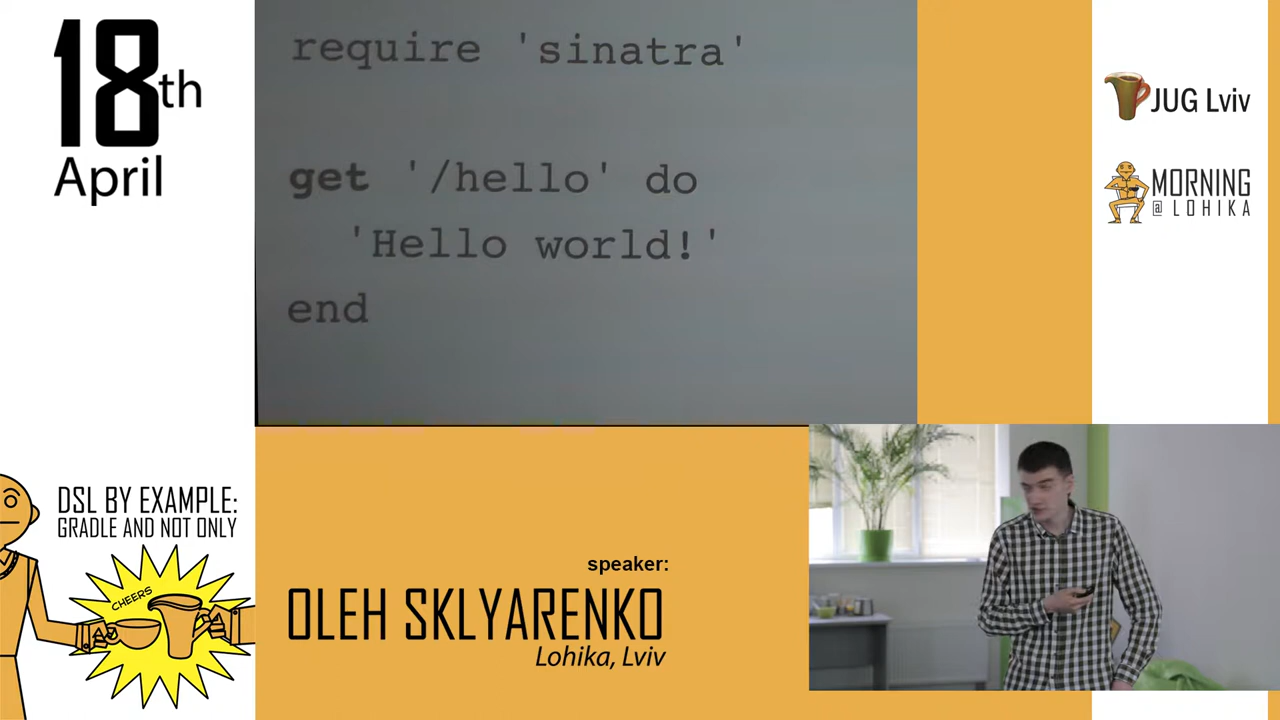 18th
April
require 'sinatra'
get '/hello' do
'Hello world!'
end
JUG Lviv
MORNING
@ LOHIKA
DSL BY EXAMPLE:
GRADLE AND NOT ONLY
CHEERS
speaker:
OLEH SKLYARENKO
Lohika, Lviv